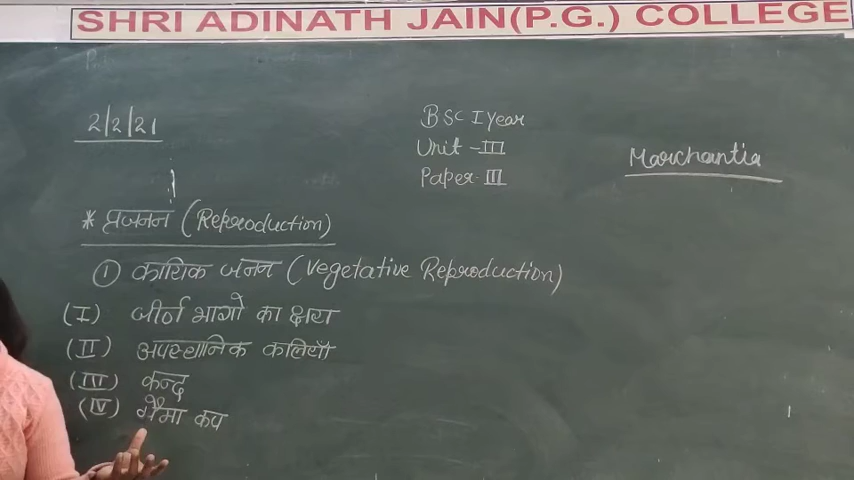 SHRI ADINATH JAIN(P.G.) COLLEGE
2/2/21
BSC I Year
Unit - III
Paper III
Marchantia
* प्रजनन (Reproduction)
① कायिक जनन (Vegetative Reproduction)
(I) जीर्ण भागो का क्षय
(II) अपस्थानिक कलियाँ
(III) कन्द
(IV) जैमा कप